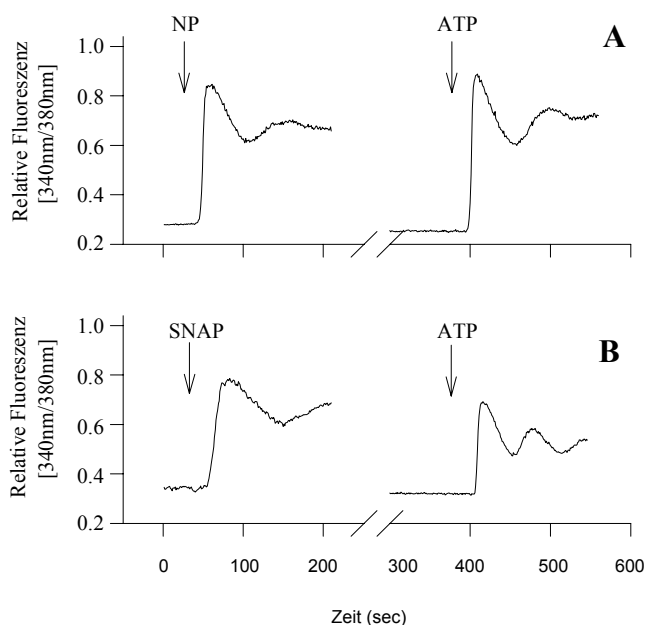 NP
ATP
A
1.0
0.8
0.6
0.4
0.2
Relative Fluoreszenz
[340nm/380nm]
SNAP
ATP
B
1.0
0.8
0.6
0.4
0.2
Relative Fluoreszenz
[340nm/380nm]
0 100 200 300 400 500 600
Zeit (sec)